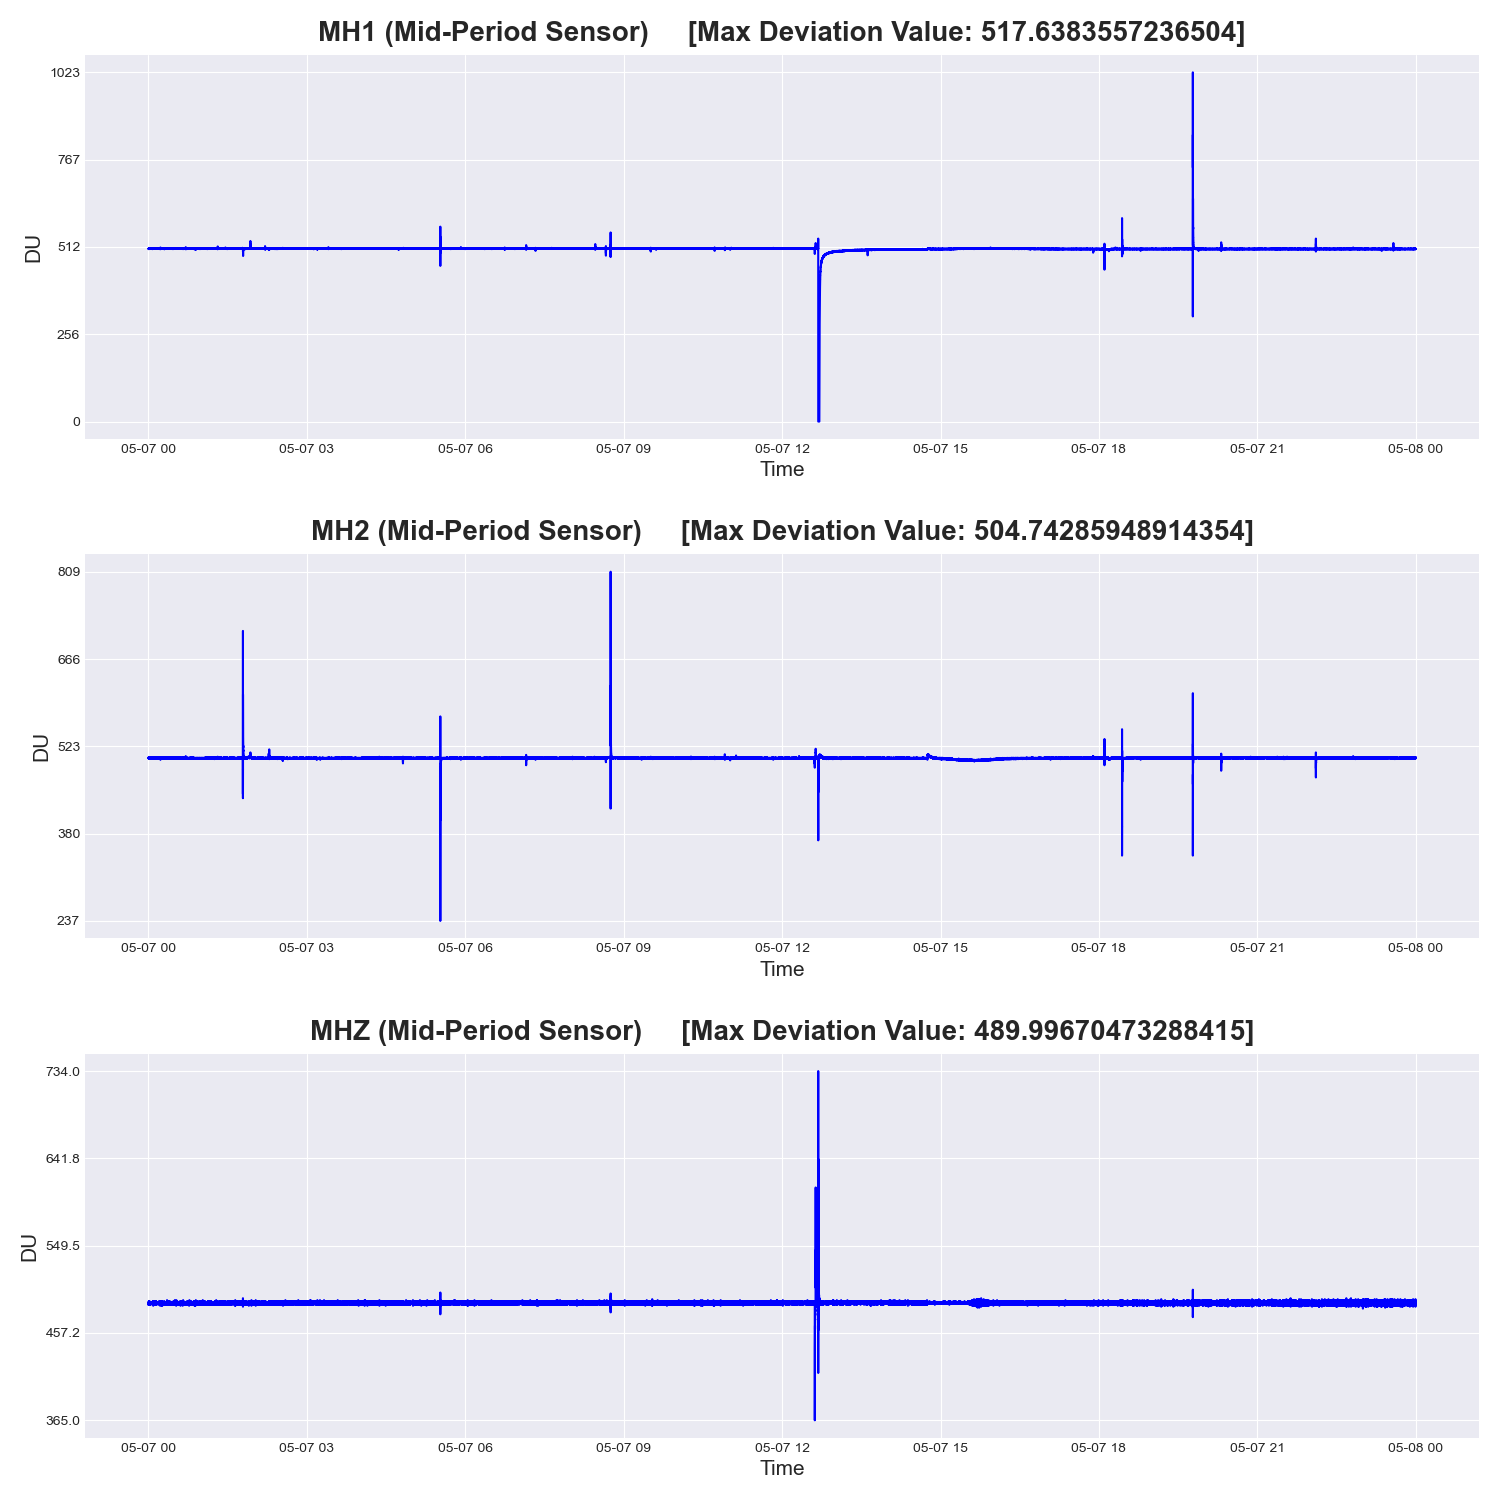 MH1 (Mid-Period Sensor) [Max Deviation Value: 517.6383557236504]
1023
767
512
256
0
DU
05-07 00 05-07 03 05-07 06 05-07 09 05-07 12 05-07 15 05-07 18 05-07 21 05-08 00
Time
MH2 (Mid-Period Sensor) [Max Deviation Value: 504.74285948914354]
809
666
523
380
237
DU
05-07 00 05-07 03 05-07 06 05-07 09 05-07 12 05-07 15 05-07 18 05-07 21 05-08 00
Time
MHZ (Mid-Period Sensor) [Max Deviation Value: 489.99670473288415]
734.0
641.8
549.5
457.2
365.0
DU
05-07 00 05-07 03 05-07 06 05-07 09 05-07 12 05-07 15 05-07 18 05-07 21 05-08 00
Time